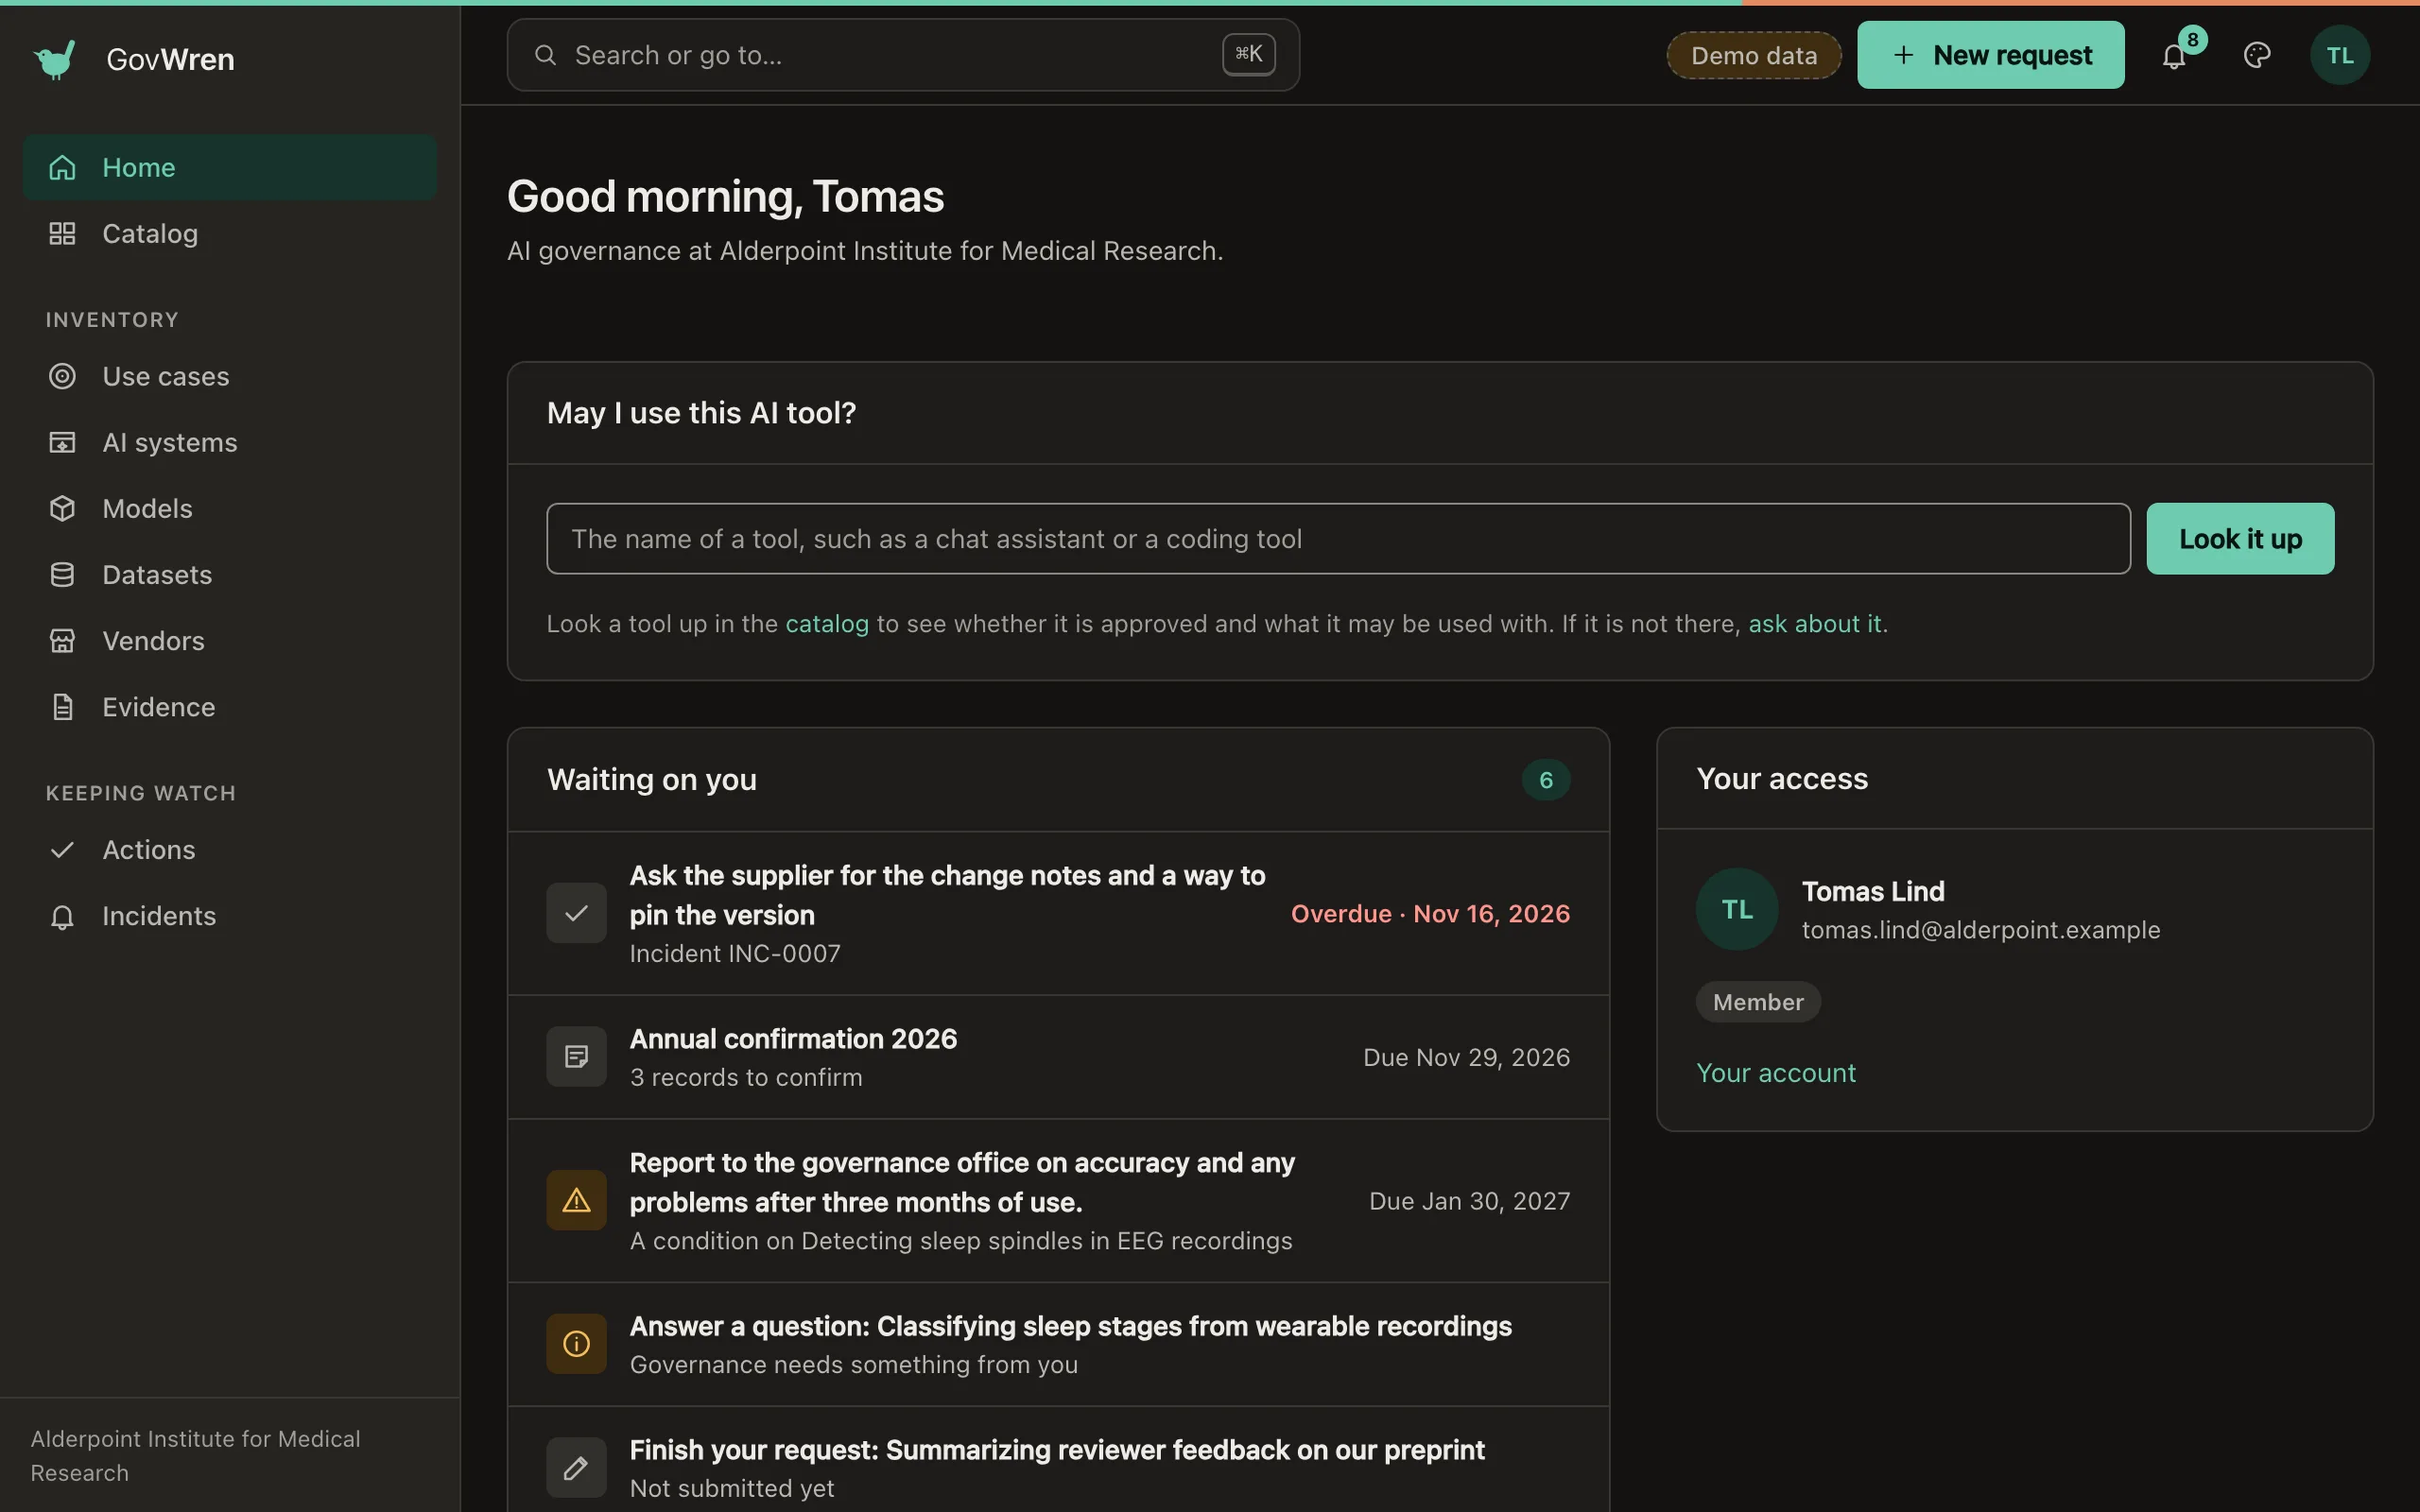 GovWren
Search or go to...
⌘K
Demo data
+ New request
8
TL
Home
Catalog
INVENTORY
Use cases
AI systems
Models
Datasets
Vendors
Evidence
KEEPING WATCH
Actions
Incidents
Alderpoint Institute for Medical
Research
Good morning, Tomas
AI governance at Alderpoint Institute for Medical Research.
May I use this AI tool?
The name of a tool, such as a chat assistant or a coding tool
Look it up
Look a tool up in the catalog to see whether it is approved and what it may be used with. If it is not there, ask about it.
Waiting on you
6
Ask the supplier for the change notes and a way to
pin the version
Incident INC-0007
Overdue · Nov 16, 2026
Annual confirmation 2026
3 records to confirm
Due Nov 29, 2026
Report to the governance office on accuracy and any
problems after three months of use.
A condition on Detecting sleep spindles in EEG recordings
Due Jan 30, 2027
Answer a question: Classifying sleep stages from wearable recordings
Governance needs something from you
Finish your request: Summarizing reviewer feedback on our preprint
Not submitted yet
Your access
TL
Tomas Lind
tomas.lind@alderpoint.example
Member
Your account